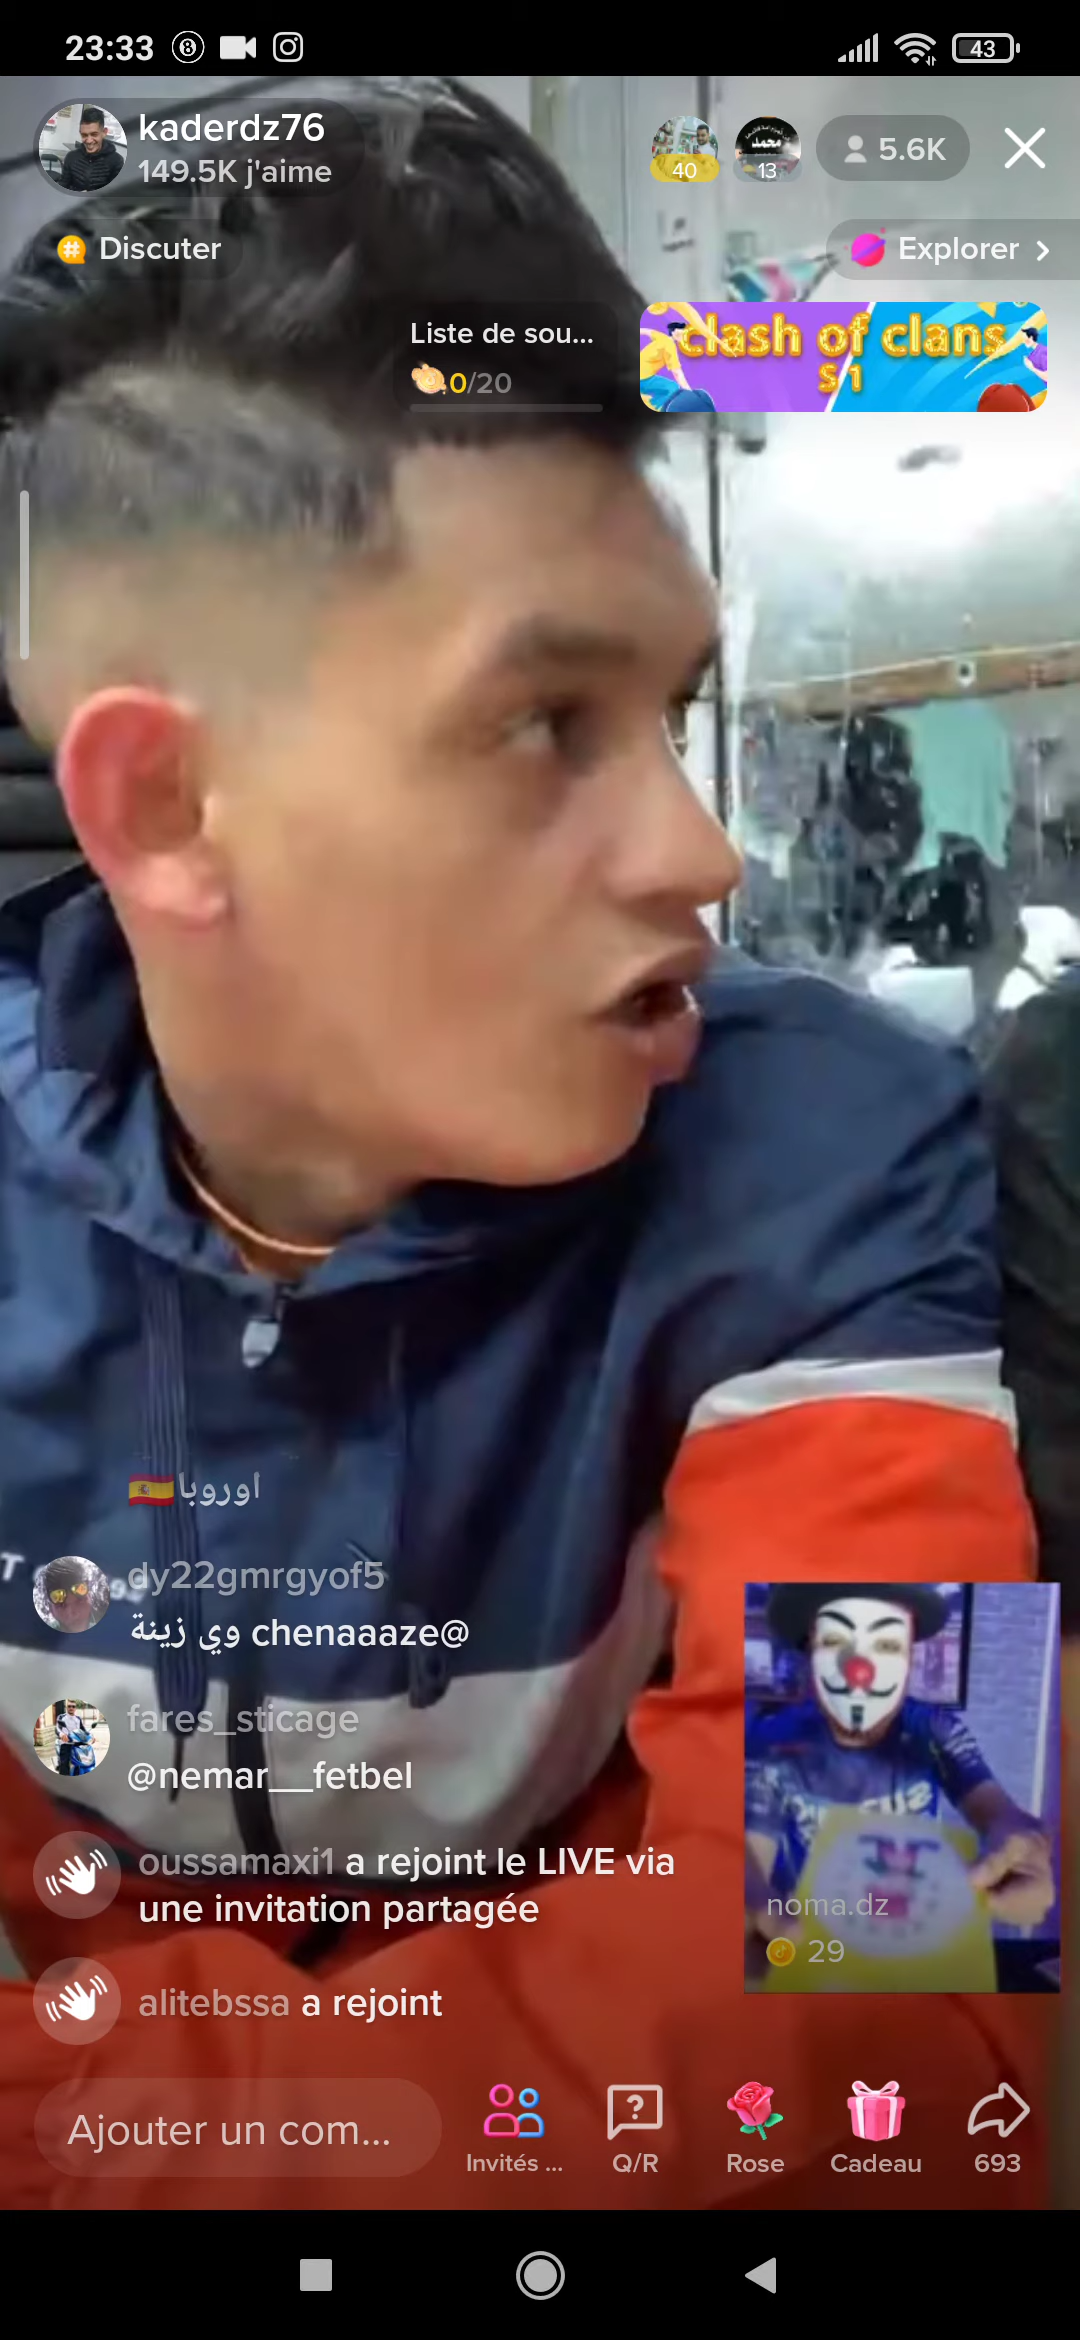 23:33
43
kaderdz76
149.5K j'aime
40
13
5.6K
Discuter
Explorer
Liste de sou...
0/20
clash of clans
S 1
اوروبا🇪🇸
dy22gmrgyof5
وي زينة chenaaaze@
fares_sticage
@nemar__fetbel
oussamaxi1 a rejoint le LIVE via
une invitation partagée
alitebssa a rejoint
noma.dz
29
Ajouter un com...
Invités ...
Q/R
Rose
Cadeau
693